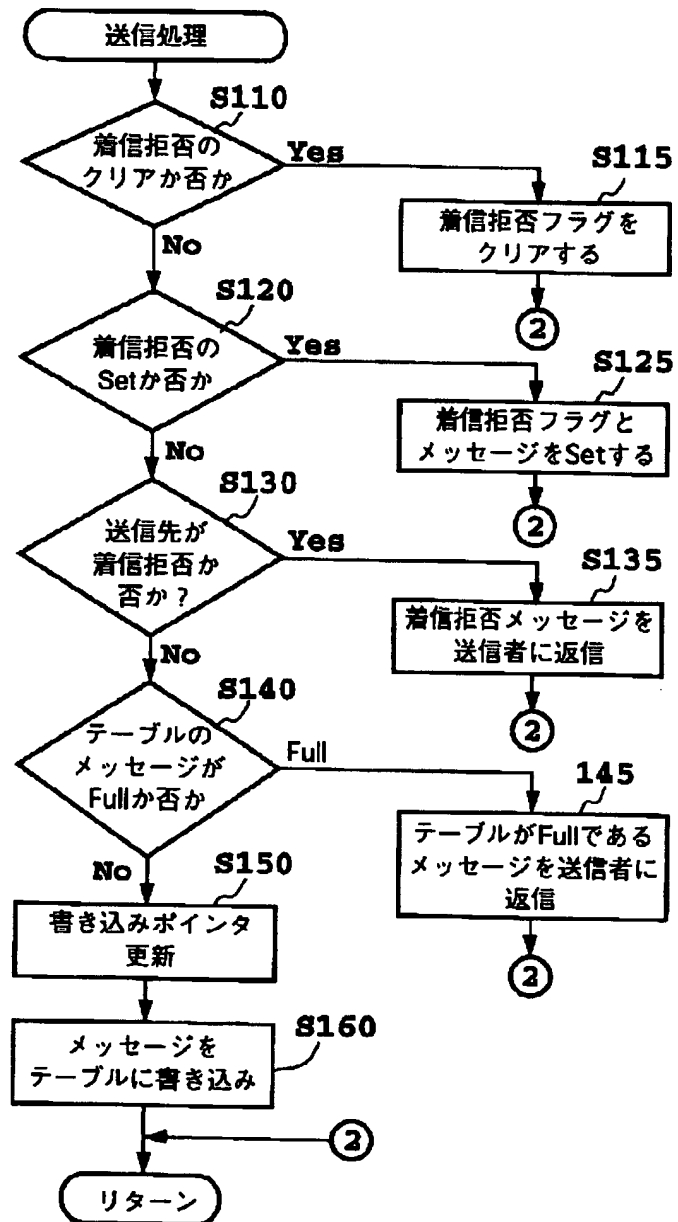 送信処理
S110
着信拒否の
クリアか否か
Yes
S115
着信拒否フラグを
クリアする
No
2
S120
着信拒否の
Setか否か
Yes
S125
着信拒否フラグと
メッセージをSetする
No
2
S130
送信先が
着信拒否か
否か?
Yes
S135
着信拒否メッセージを
送信者に返信
No
2
S140
テーブルの
メッセージが
Fullか否か
Full
145
テーブルがFullである
メッセージを送信者に
返信
No
2
S150
書き込みポインタ
更新
S160
メッセージを
テーブルに書き込み
2
リターン